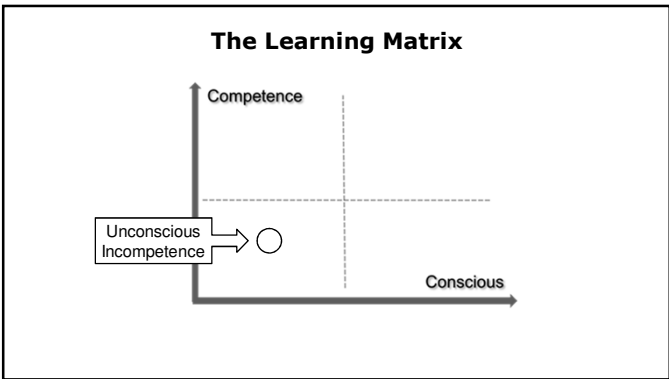 The Learning Matrix
Competence
Unconscious
Incompetence
Conscious